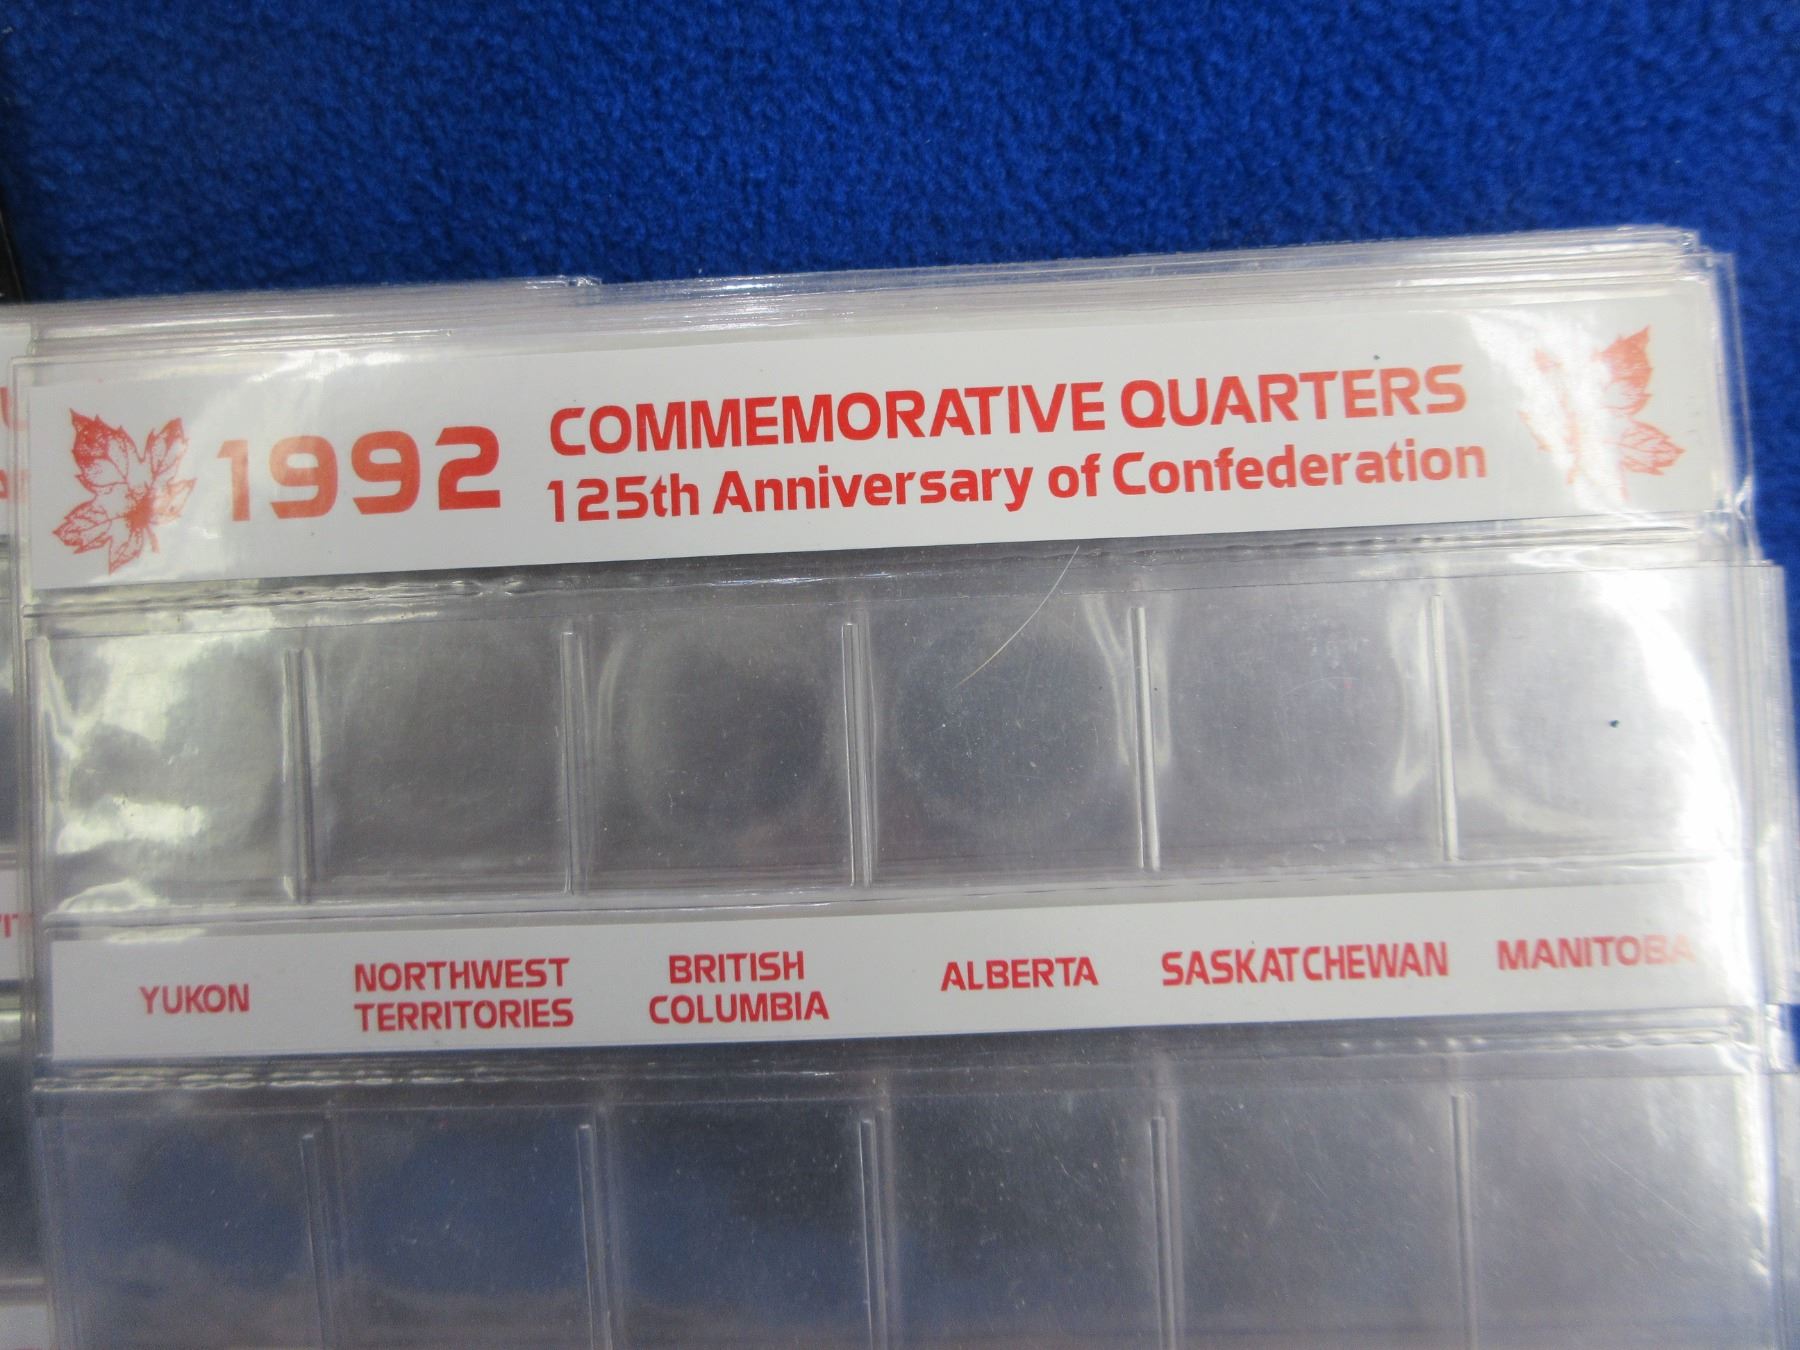 1992
COMMEMORATIVE QUARTERS
125th Anniversary of Confederation
YUKON
NORTHWEST
TERRITORIES
BRITISH
COLUMBIA
ALBERTA
SASKATCHEWAN
MANITOBA